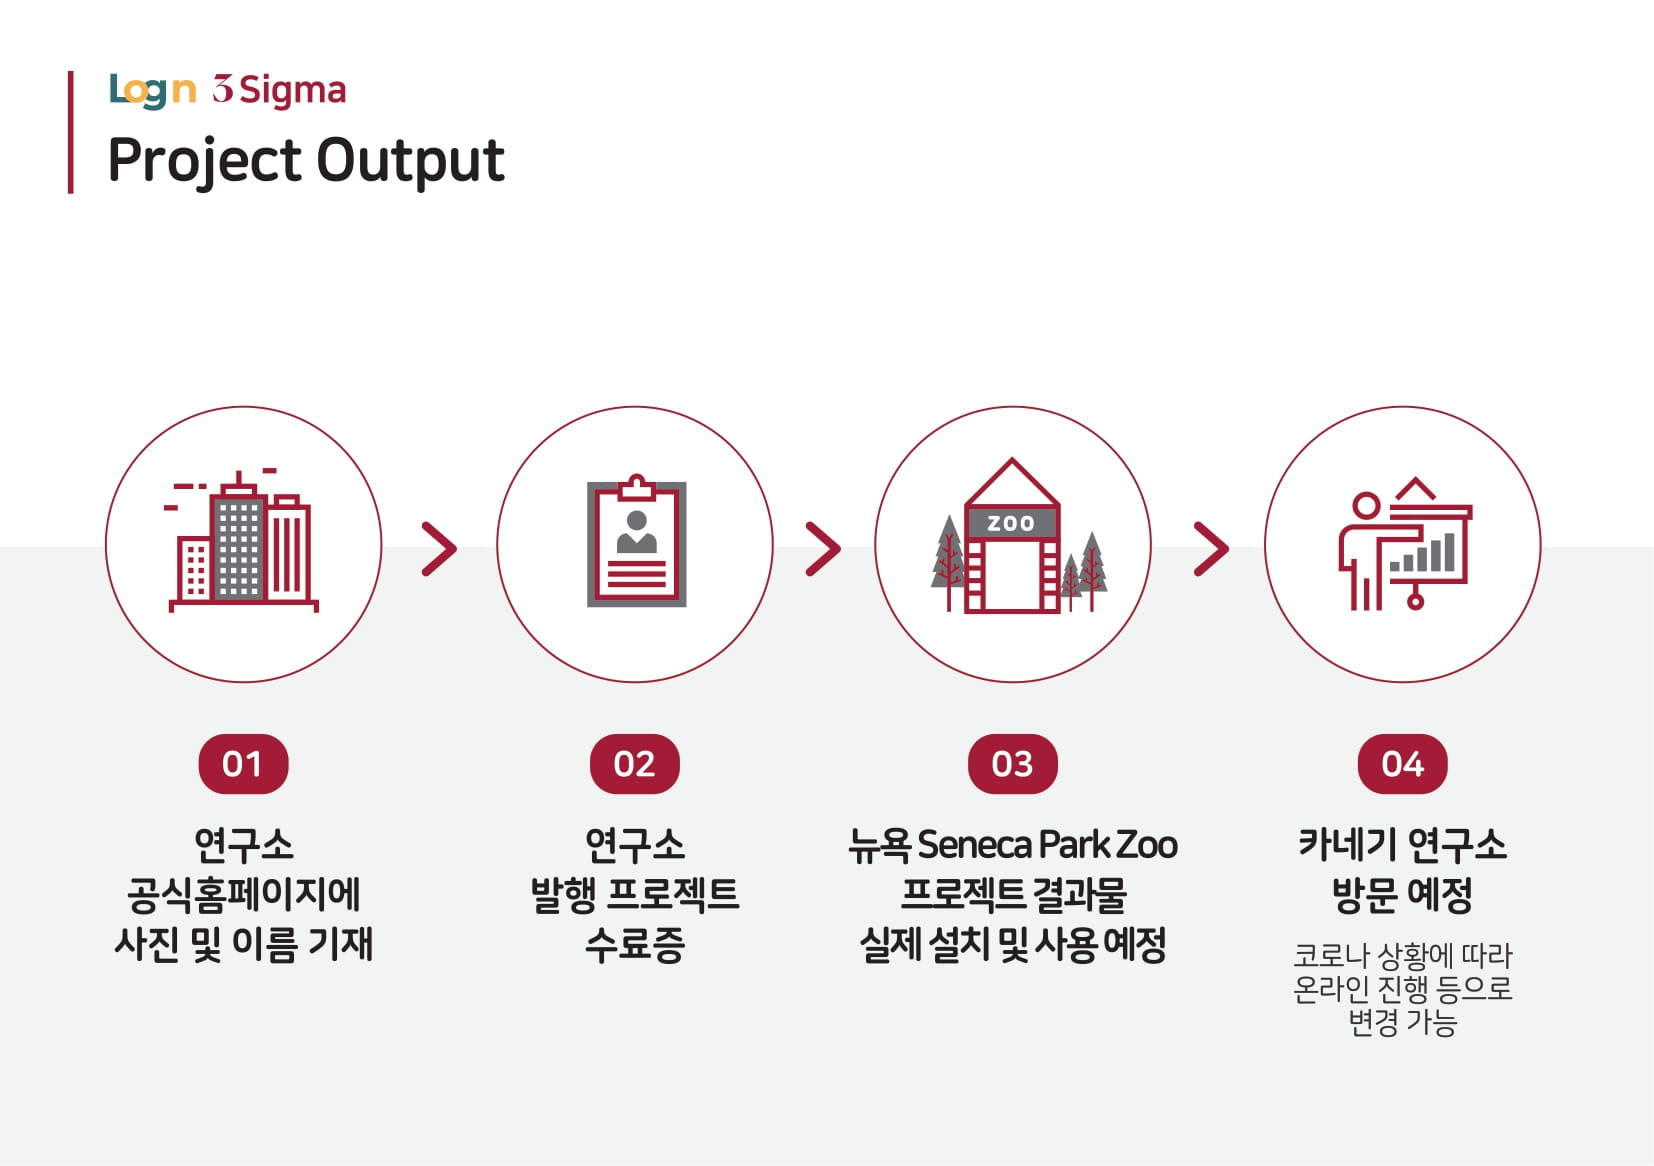 Logn 3 Sigma
Project Output
ZOO
01
02
03
04
연구소
공식홈페이지에
사진 및 이름 기재
연구소
발행 프로젝트
수료증
뉴욕 Seneca Park Zoo
프로젝트 결과물
실제 설치 및 사용 예정
카네기 연구소
방문 예정
코로나 상황에 따라
온라인 진행 등으로
변경 가능